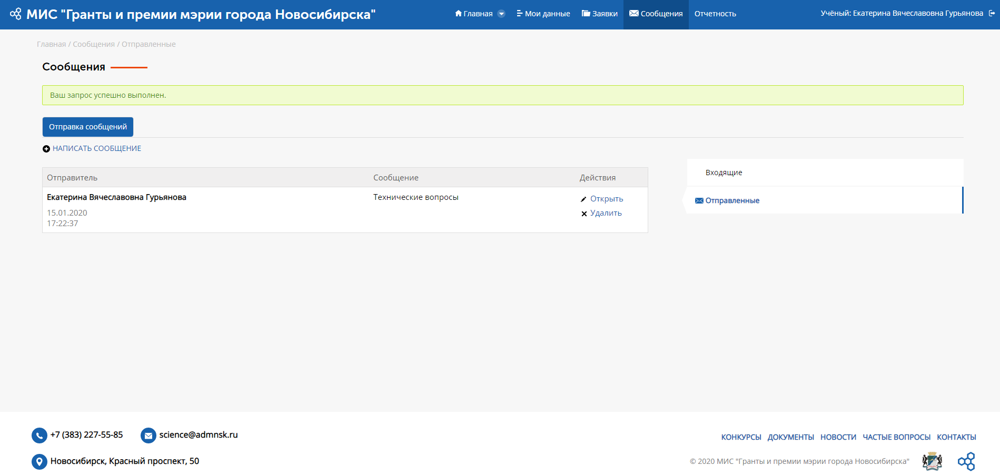 МИС "Гранты и премии мэрии города Новосибирска"
Главная
Мои данные
Заявки
Сообщения
Отчетность
Учёный: Екатерина Вячеславовна Гурьянова
Главная / Сообщения / Отправленные
Сообщения
Ваш запрос успешно выполнен.
Отправка сообщений
НАПИСАТЬ СООБЩЕНИЕ
Отправитель Сообщение Действия
Екатерина Вячеславовна Гурьянова Технические вопросы Открыть
15.01.2020 Удалить
17:22:37
Входящие
Отправленные
+7 (383) 227-55-85
science@admnsk.ru
Новосибирск, Красный проспект, 50
КОНКУРСЫ ДОКУМЕНТЫ НОВОСТИ ЧАСТЫЕ ВОПРОСЫ КОНТАКТЫ
© 2020 МИС "Гранты и премии мэрии города Новосибирска"